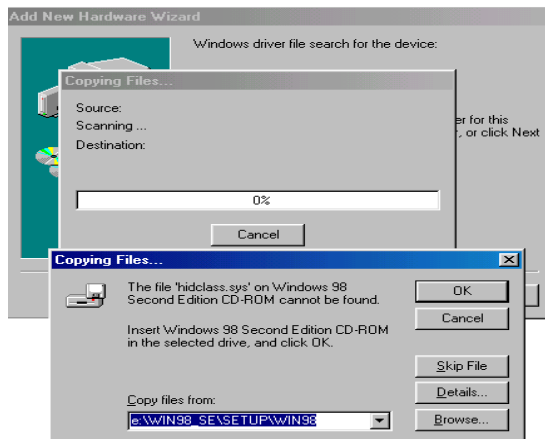 Add New Hardware Wizard
Windows driver file search for the device:
er for this
, or click Next
Copying Files...
Source:
Scanning ...
Destination:
0%
Cancel
Copying Files...
The file 'hidclass.sys' on Windows 98
Second Edition CD-ROM cannot be found.
Insert Windows 98 Second Edition CD-ROM
in the selected drive, and click OK.
Copy files from:
e:\WIN98_SE\SETUP\WIN98
OK
Cancel
Skip File
Details...
Browse...